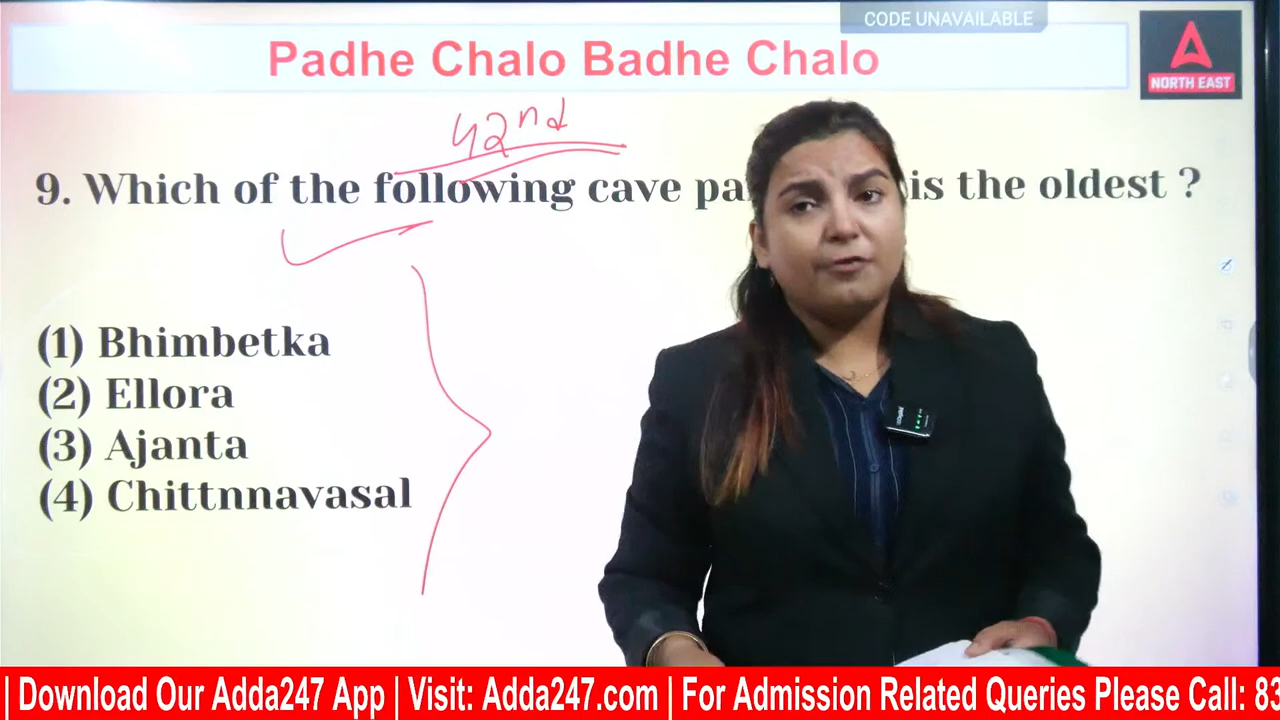 CODE UNAVAILABLE
Padhe Chalo Badhe Chalo
NORTH EAST
42nd
9. Which of the following cave pa is the oldest ?
(1) Bhimbetka
(2) Ellora
(3) Ajanta
(4) Chittnnavasal
| Download Our Adda247 App | Visit: Adda247.com | For Admission Related Queries Please Call: 83